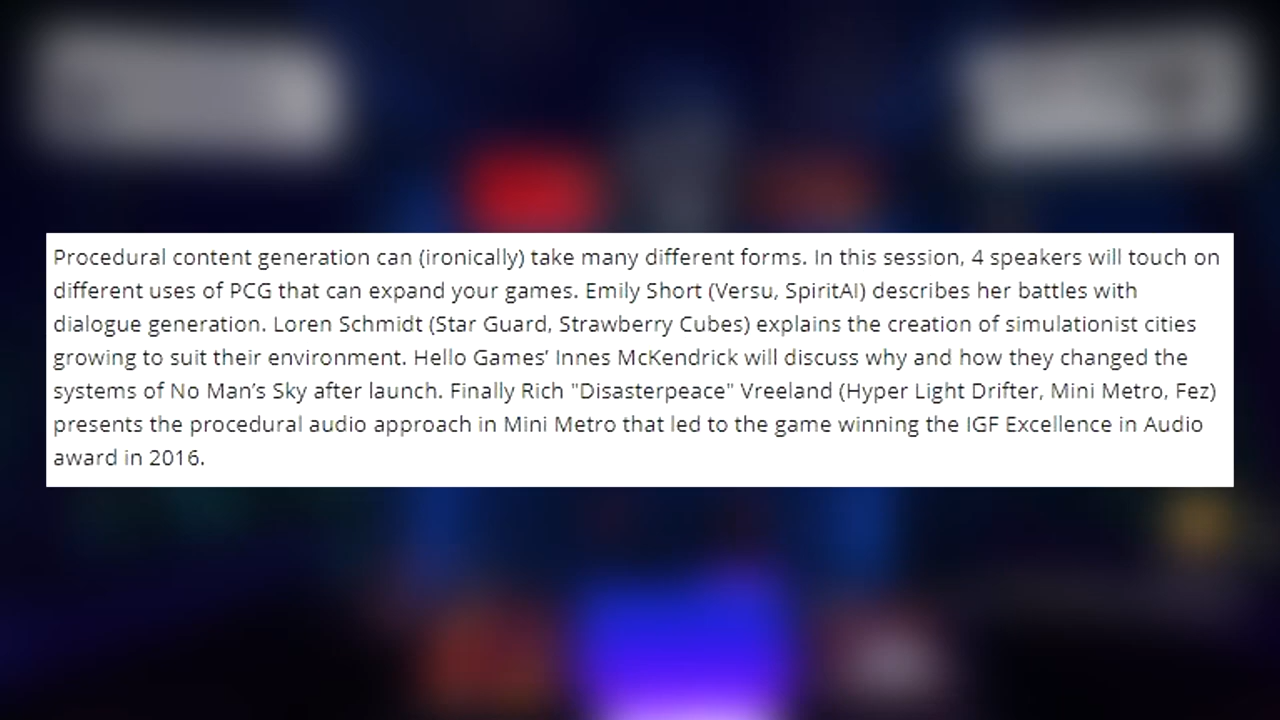 Procedural content generation can (ironically) take many different forms. In this session, 4 speakers will touch on
different uses of PCG that can expand your games. Emily Short (Versu, SpiritAI) describes her battles with
dialogue generation. Loren Schmidt (Star Guard, Strawberry Cubes) explains the creation of simulationist cities
growing to suit their environment. Hello Games’ Innes McKendrick will discuss why and how they changed the
systems of No Man’s Sky after launch. Finally Rich "Disasterpeace" Vreeland (Hyper Light Drifter, Mini Metro, Fez)
presents the procedural audio approach in Mini Metro that led to the game winning the IGF Excellence in Audio
award in 2016.